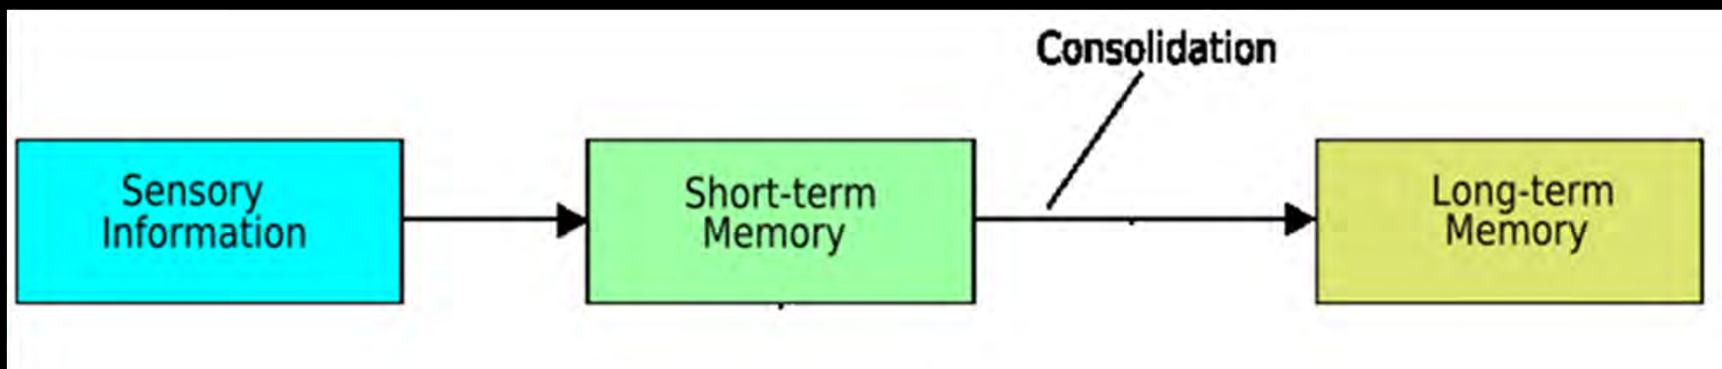 Consolidation
Sensory
Information
Short-term
Memory
Long-term
Memory